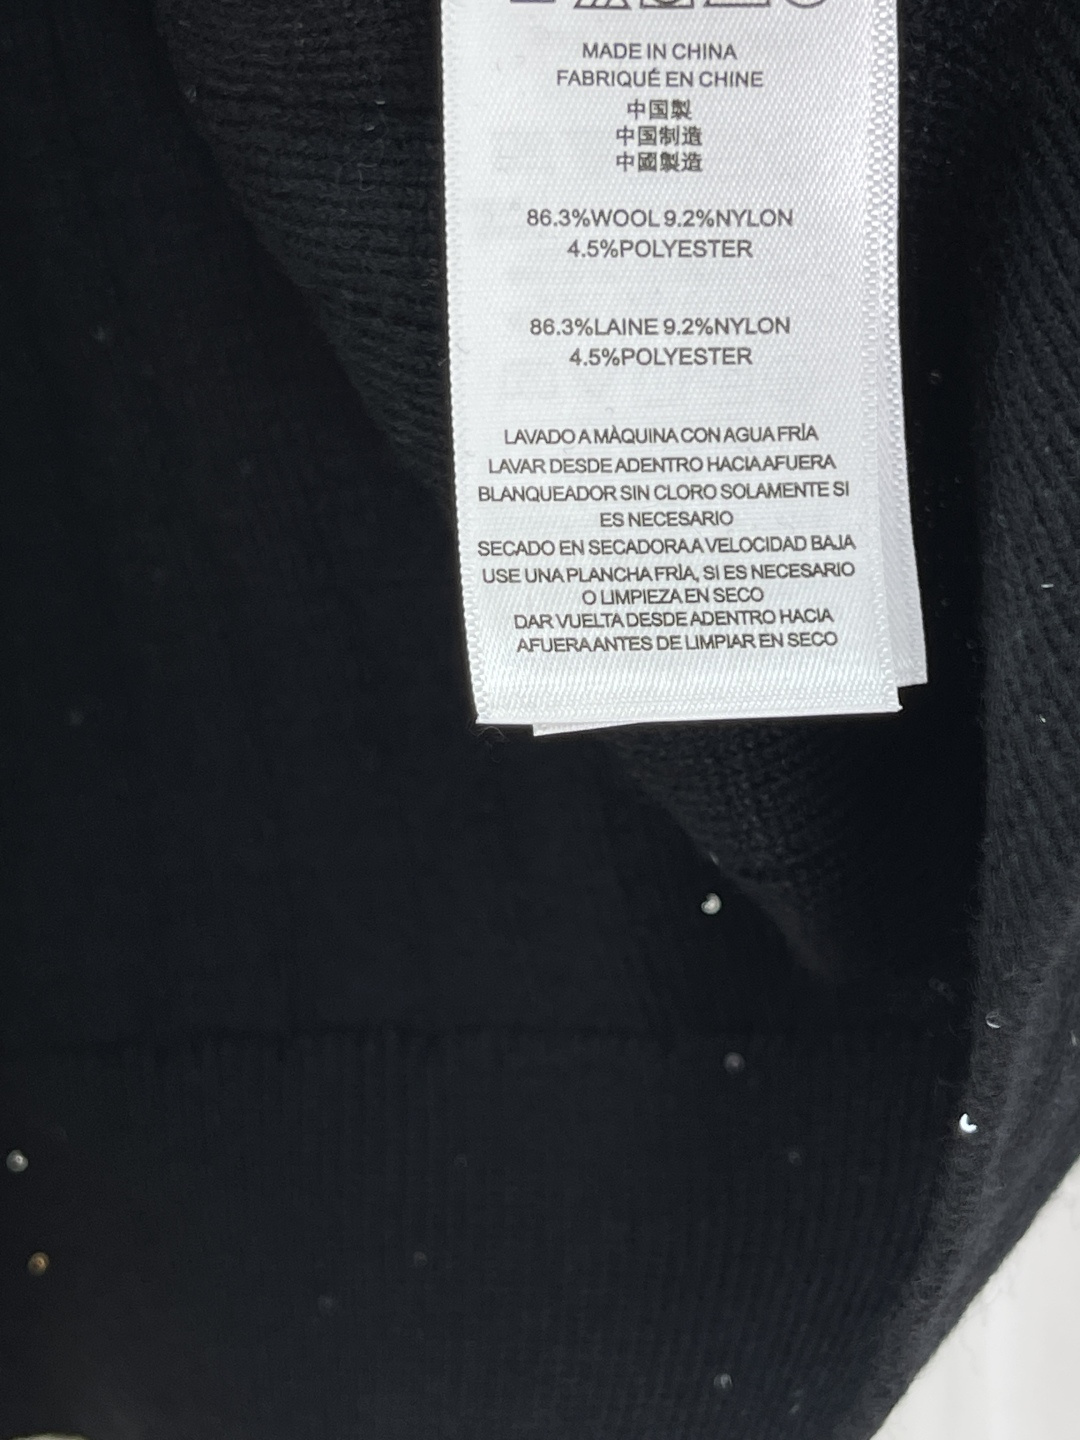 MADE IN CHINA
FABRIQUÉ EN CHINE
中国製
中国制造
中國製造
86.3%WOOL 9.2%NYLON
4.5%POLYESTER
86.3%LAINE 9.2%NYLON
4.5%POLYESTER
LAVADO A MÀQUINA CON AGUA FRÍA
LAVAR DESDE ADENTRO HACIA AFUERA
BLANQUEADOR SIN CLORO SOLAMENTE SI
ES NECESARIO
SECADO EN SECADORA A VELOCIDAD BAJA
USE UNA PLANCHA FRÌA, SI ES NECESARIO
O LIMPIEZA EN SECO
DAR VUELTA DESDE ADENTRO HACIA
AFUERA ANTES DE LIMPIAR EN SECO